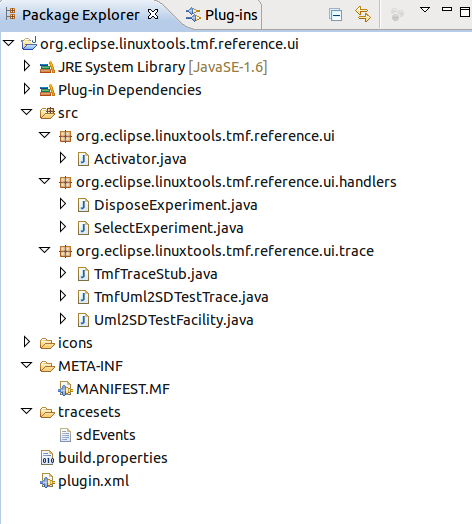 Package Explorer Plug-ins
org.eclipse.linuxtools.tmf.reference.ui
JRE System Library [JavaSE-1.6]
Plug-in Dependencies
src
org.eclipse.linuxtools.tmf.reference.ui
Activator.java
org.eclipse.linuxtools.tmf.reference.ui.handlers
DisposeExperiment.java
SelectExperiment.java
org.eclipse.linuxtools.tmf.reference.ui.trace
TmfTraceStub.java
TmfUml2SDTestTrace.java
Uml2SDTestFacility.java
icons
META-INF
MANIFEST.MF
tracesets
sdEvents
build.properties
plugin.xml